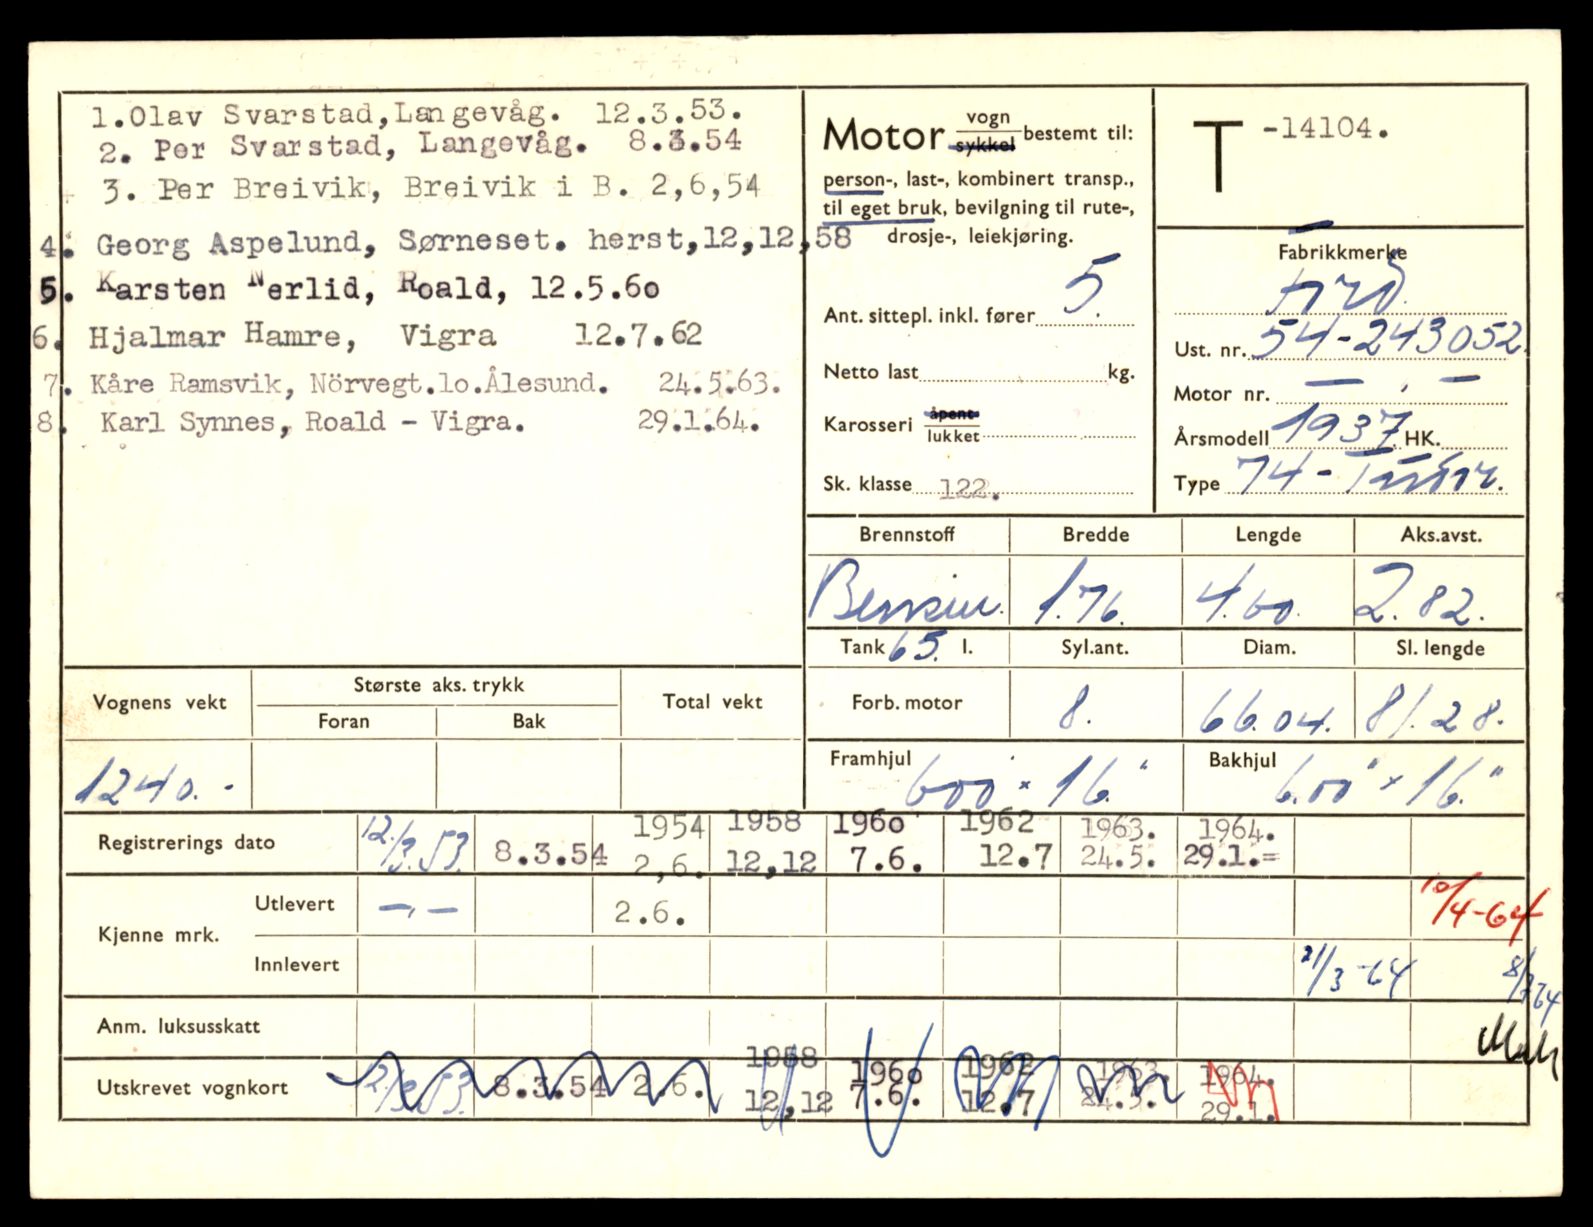 1.Olav Svarstad,Langevåg. 12.3.53.
2. Per Svarstad, Langevåg. 8.3.54
3. Per Breivik, Breivik i B. 2,6,54
4. Georg Aspelund, Sørneset. herst,12,12,58
5. Karsten Nerlid, Roald, 12.5.60
6. Hjalmar Hamre, Vigra 12.7.62
7. Kåre Ramsvik, Nörvegt.10.Ålesund. 24.5.63.
8. Karl Synnes, Roald - Vigra. 29.1.64.
Motor vogn sykkel bestemt til:
person-, last-, kombinert transp.,
til eget bruk, bevilgning til rute-,
drosje-, leiekjøring.
Ant. sittepl. inkl. fører 5.
Netto last kg.
Karosseri åpent lukket
Sk. klasse 122.
T -14104.
Fabrikkmerke
Ford
Ust. nr. 54-243052.
Motor nr. — . —
Årsmodell 1937. HK.
Type 74 - Tudor.
Brennstoff Bredde Lengde Aks.avst.
Bensin. 1.76. 4.60. 2.82.
Tank 65. l. Syl.ant. Diam. Sl. lengde
Forb. motor 8. 66.04. 81.28.
Framhjul 600 × 16" Bakhjul 6.00" × 16."
Vognens vekt Største aks. trykk Total vekt
Foran Bak
1240.-
Registrerings dato 12/3.53. 8.3.54 1954 2,6. 1958 12,12 1960 7.6. 1962 12.7 1963. 24.5. 1964. 29.1.=
Kjenne mrk. Utlevert —.— 2.6. 10/4-64
Innlevert 21/3-64
Anm. luksusskatt
Utskrevet vognkort 12/3.53. 8.3.54 2.6. 1958 12,12 1960 7.6. 1962 12.7 1963. 24.5. 1964. 29.1.